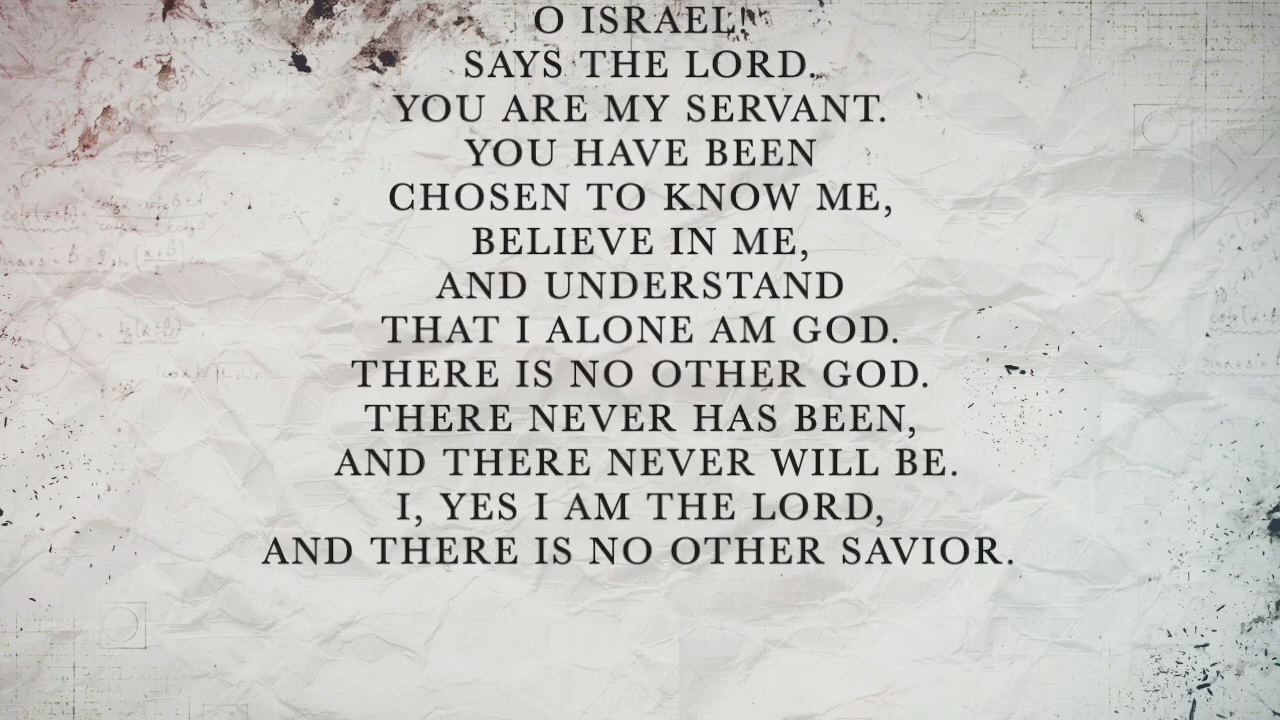 O ISRAEL!
SAYS THE LORD.
YOU ARE MY SERVANT.
YOU HAVE BEEN
CHOSEN TO KNOW ME,
BELIEVE IN ME,
AND UNDERSTAND
THAT I ALONE AM GOD.
THERE IS NO OTHER GOD.
THERE NEVER HAS BEEN,
AND THERE NEVER WILL BE.
I, YES I AM THE LORD,
AND THERE IS NO OTHER SAVIOR.